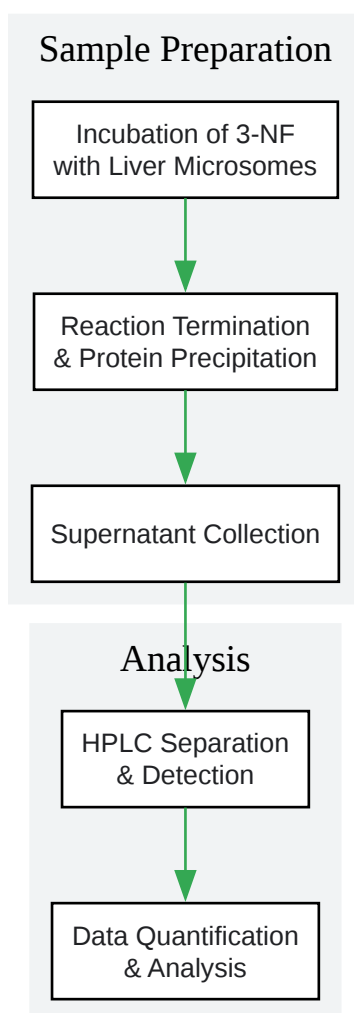 Sample Preparation
Incubation of 3-NF
with Liver Microsomes
Reaction Termination
& Protein Precipitation
Supernatant Collection
Analysis
HPLC Separation
& Detection
Data Quantification
& Analysis